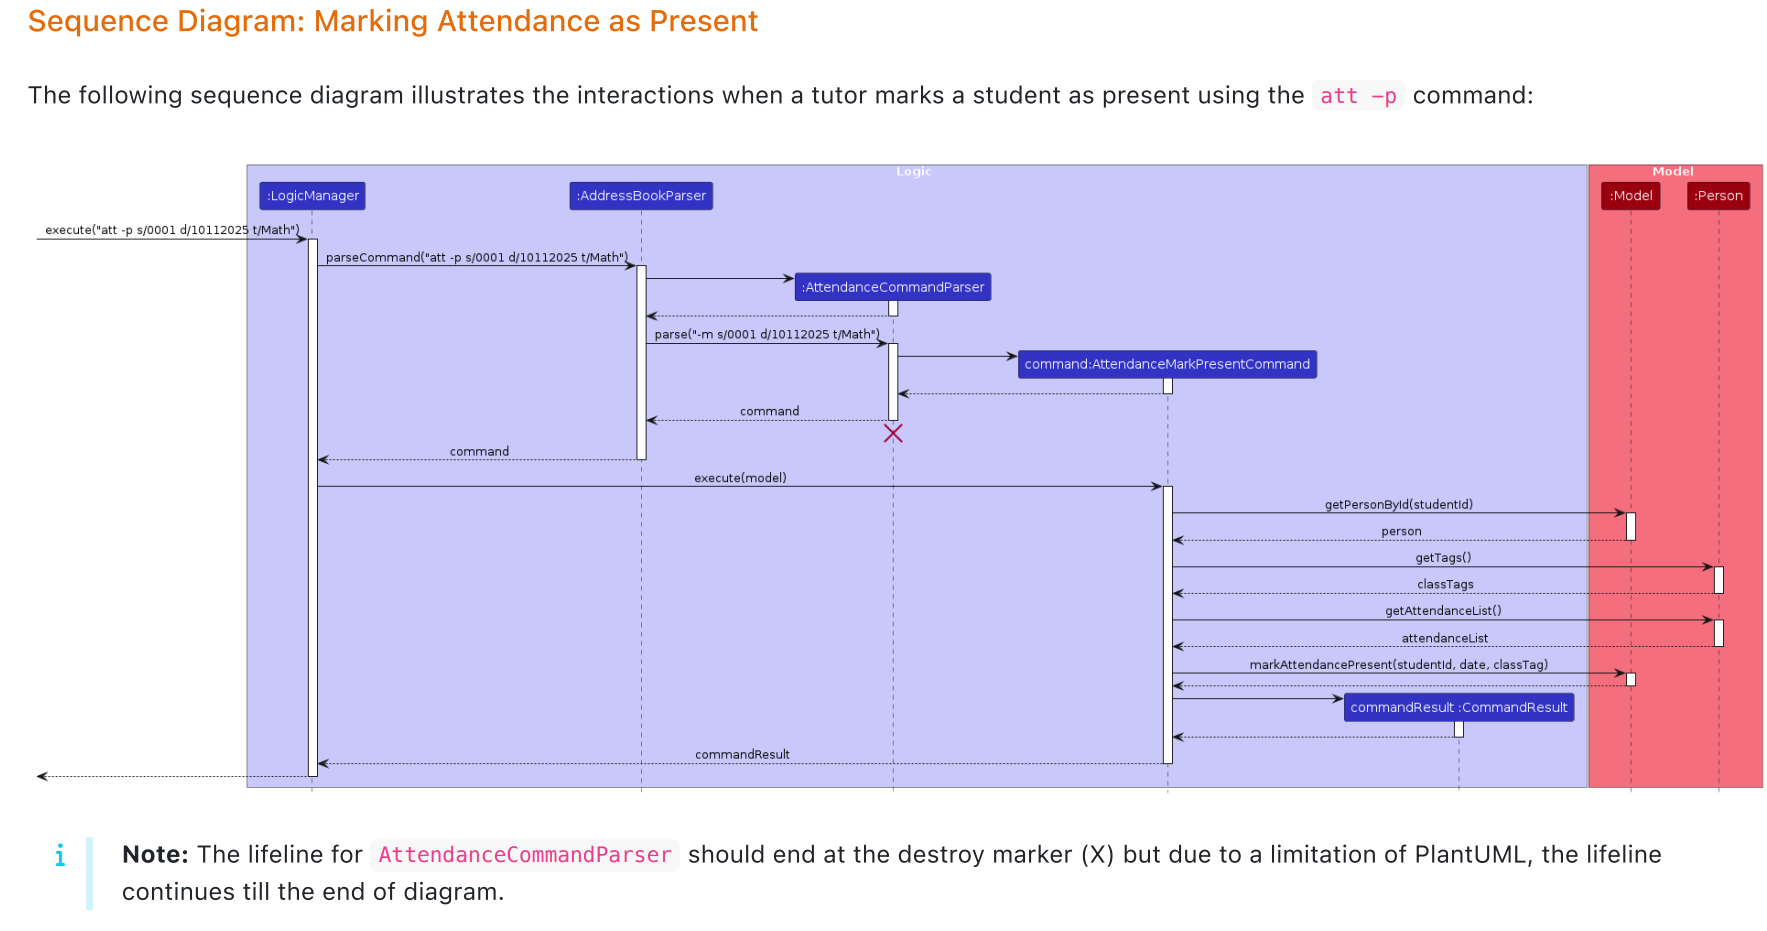 Sequence Diagram: Marking Attendance as Present
The following sequence diagram illustrates the interactions when a tutor marks a student as present using the att -p command:
Logic
Model
:LogicManager
:AddressBookParser
:Model
:Person
execute("att -p s/0001 d/10112025 t/Math")
parseCommand("att -p s/0001 d/10112025 t/Math")
:AttendanceCommandParser
parse("-m s/0001 d/10112025 t/Math")
command:AttendanceMarkPresentCommand
command
command
execute(model)
getPersonById(studentId)
person
getTags()
classTags
getAttendanceList()
attendanceList
markAttendancePresent(studentId, date, classTag)
commandResult :CommandResult
commandResult
i
Note: The lifeline for AttendanceCommandParser should end at the destroy marker (X) but due to a limitation of PlantUML, the lifeline
continues till the end of diagram.